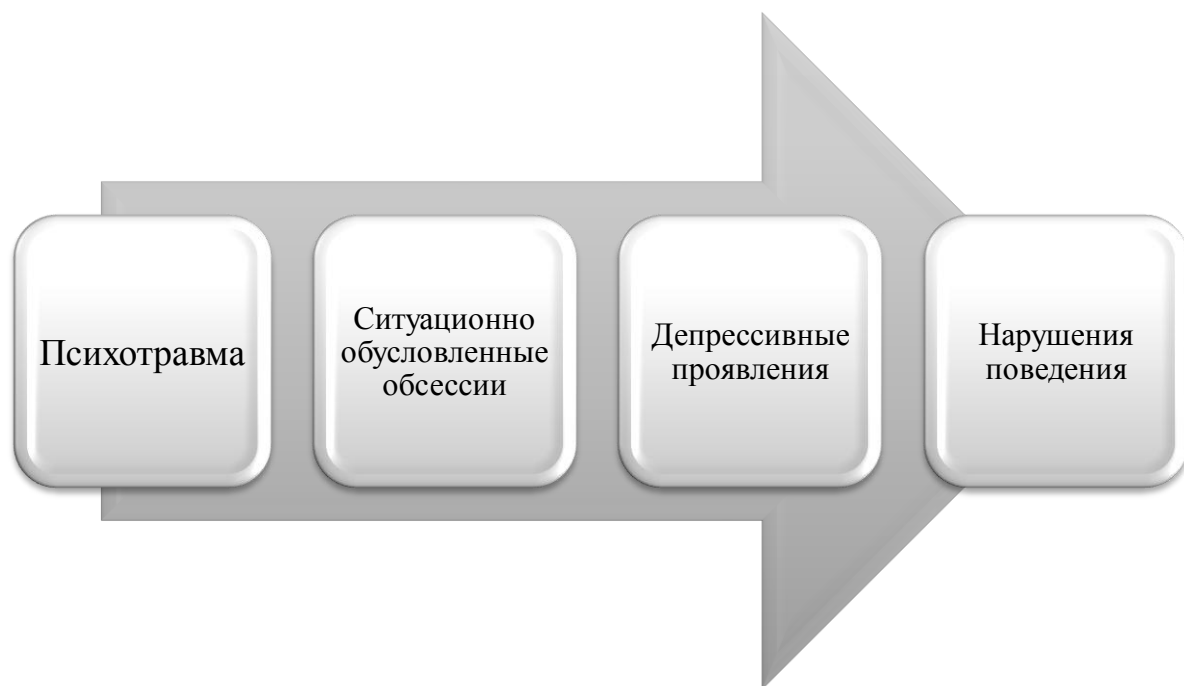 Психотравма
Ситуационно
обусловленные
обсессии
Депрессивные
проявления
Нарушения
поведения